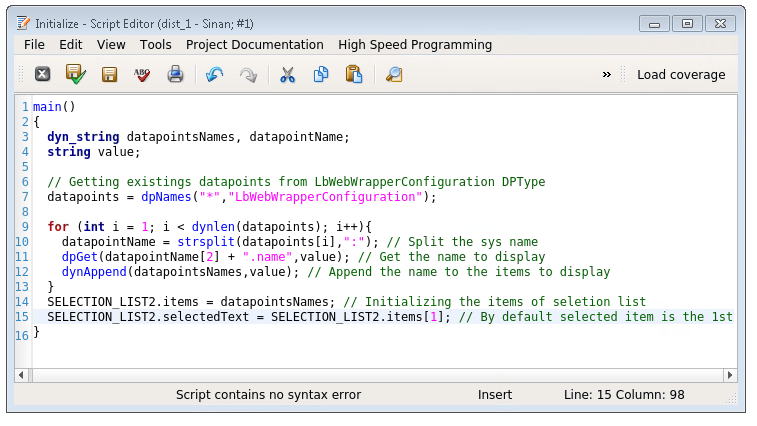 Initialize - Script Editor (dist_1 - Sinan; #1)
File Edit View Tools Project Documentation High Speed Programming
ABC » Load coverage
1 main()
2 {
3 dyn_string datapointsNames, datapointName;
4 string value;
5
6 // Getting existings datapoints from LbWebWrapperConfiguration DPType
7 datapoints = dpNames("*","LbWebWrapperConfiguration");
8
9 for (int i = 1; i < dynlen(datapoints); i++){
10 datapointName = strsplit(datapoints[i],":"); // Split the sys name
11 dpGet(datapointName[2] + ".name",value); // Get the name to display
12 dynAppend(datapointsNames,value); // Append the name to the items to display
13 }
14 SELECTION_LIST2.items = datapointsNames; // Initializing the items of seletion list
15 SELECTION_LIST2.selectedText = SELECTION_LIST2.items[1]; // By default selected item is the 1st
16 }
Script contains no syntax error Insert Line: 15 Column: 98